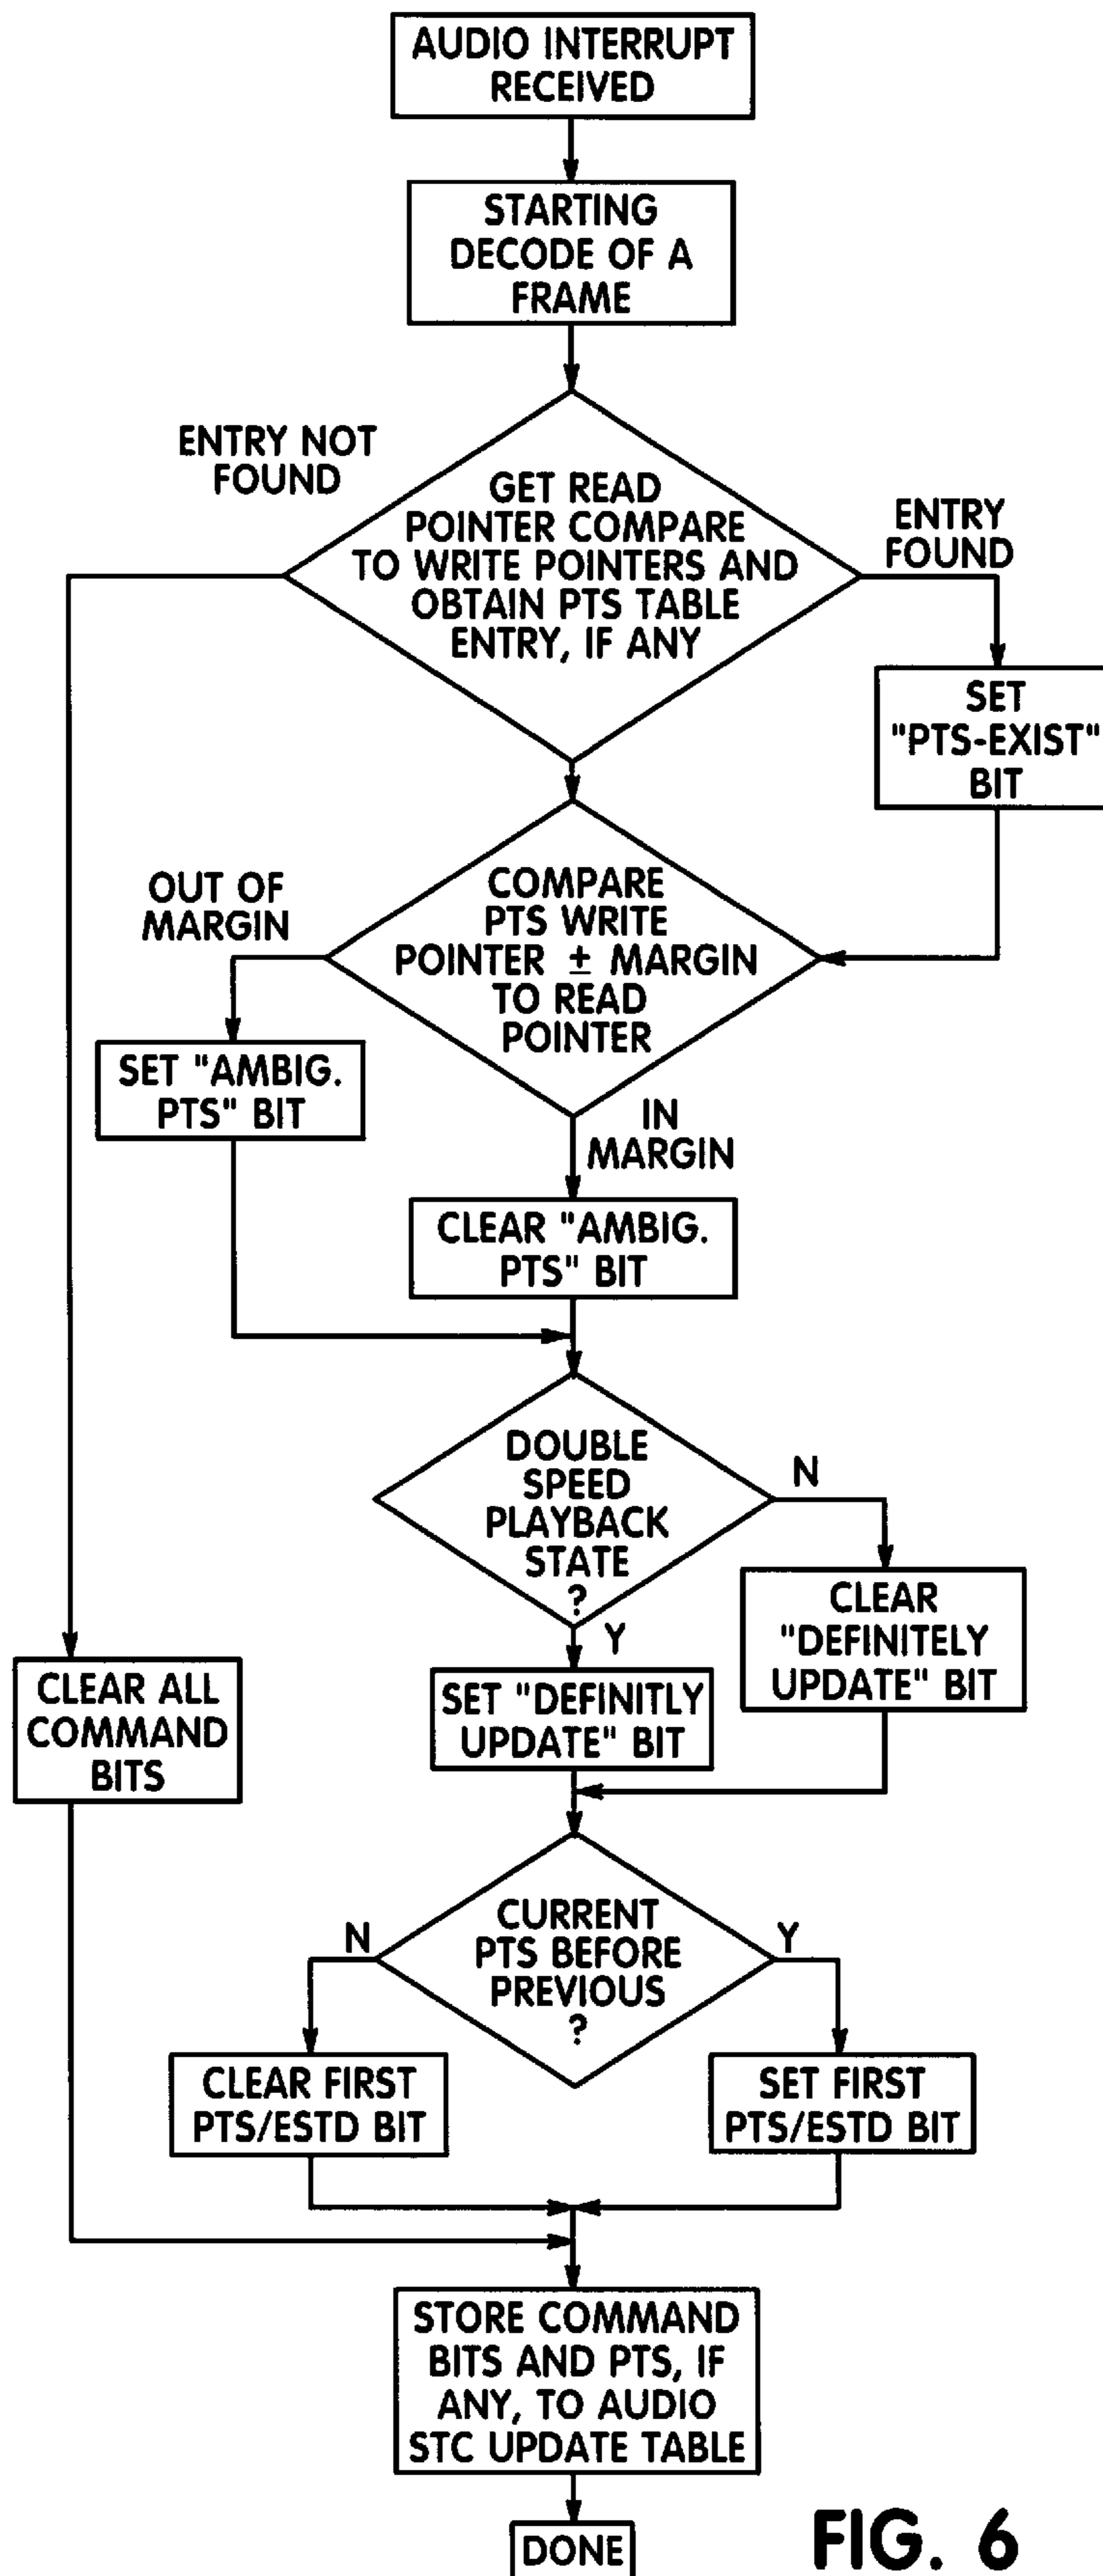 AUDIO INTERRUPT
RECEIVED
STARTING
DECODE OF A
FRAME
ENTRY NOT
FOUND
GET READ
POINTER COMPARE
TO WRITE POINTERS AND
OBTAIN PTS TABLE
ENTRY, IF ANY
ENTRY
FOUND
SET
"PTS-EXIST"
BIT
OUT OF
MARGIN
COMPARE
PTS WRITE
POINTER ± MARGIN
TO READ
POINTER
SET "AMBIG.
PTS" BIT
IN
MARGIN
CLEAR "AMBIG.
PTS" BIT
DOUBLE
SPEED
PLAYBACK
STATE
?
N
Y
CLEAR
"DEFINITELY
UPDATE" BIT
SET "DEFINITLY
UPDATE" BIT
CLEAR ALL
COMMAND
BITS
CURRENT
PTS BEFORE
PREVIOUS
?
N
Y
CLEAR FIRST
PTS/ESTD BIT
SET FIRST
PTS/ESTD BIT
STORE COMMAND
BITS AND PTS, IF
ANY, TO AUDIO
STC UPDATE TABLE
DONE
FIG. 6